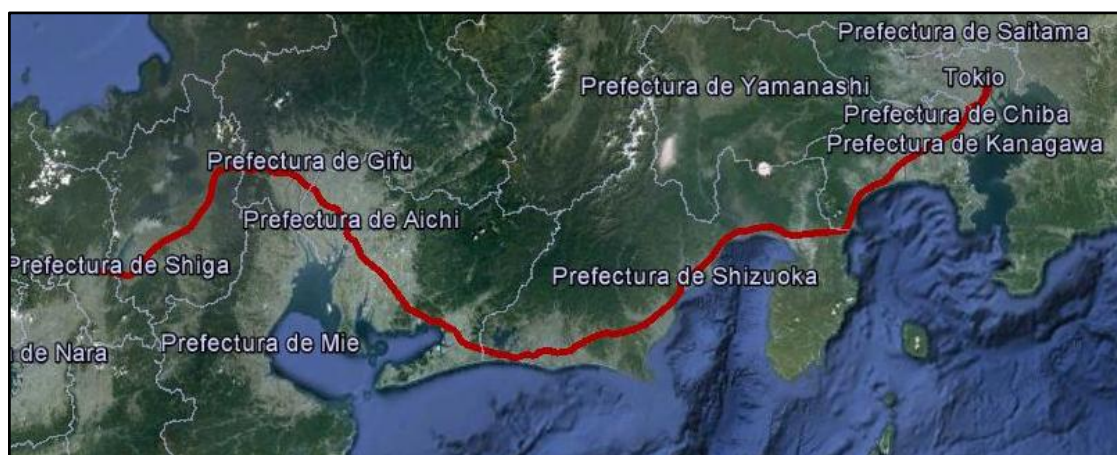 Prefectura de Saitama
Tokio
Prefectura de Yamanashi
Prefectura de Chiba
Prefectura de Kanagawa
Prefectura de Gifu
Prefectura de Aichi
Prefectura de Shiga
Prefectura de Shizuoka
Prefectura de Mie
de Nara